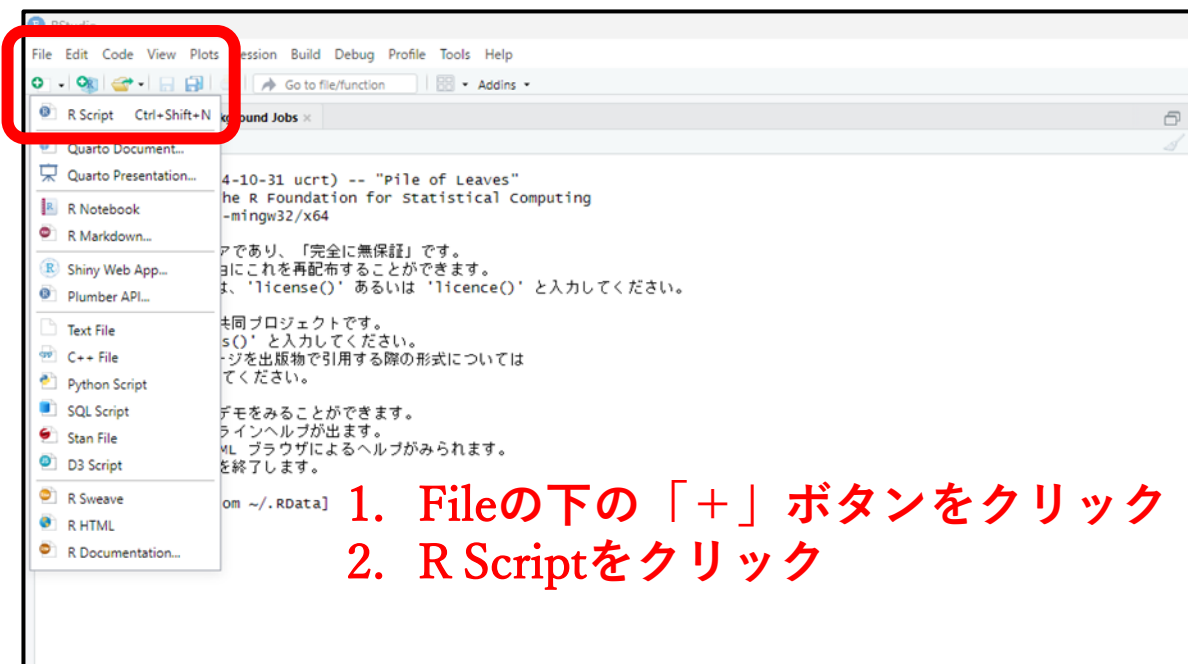 RStudio
File Edit Code View Plots Session Build Debug Profile Tools Help
Go to file/function Addins
R Script Ctrl+Shift+N
kground Jobs
Quarto Document...
Quarto Presentation...
R Notebook
R Markdown...
Shiny Web App...
Plumber API...
Text File
C++ File
Python Script
SQL Script
Stan File
D3 Script
R Sweave
R HTML
R Documentation...
4-10-31 ucrt) -- "Pile of Leaves"
he R Foundation for Statistical Computing
-mingw32/x64
アであり、「完全に無保証」です。
由にこれを再配布することができます。
は、'license()' あるいは 'licence()' と入力してください。
共同プロジェクトです。
s()' と入力してください。
ージを出版物で引用する際の形式については
てください。
デモをみることができます。
ラインヘルプが出ます。
ML ブラウザによるヘルプがみられます。
を終了します。
om ~/.RData]
1. Fileの下の「＋」ボタンをクリック
2. R Scriptをクリック